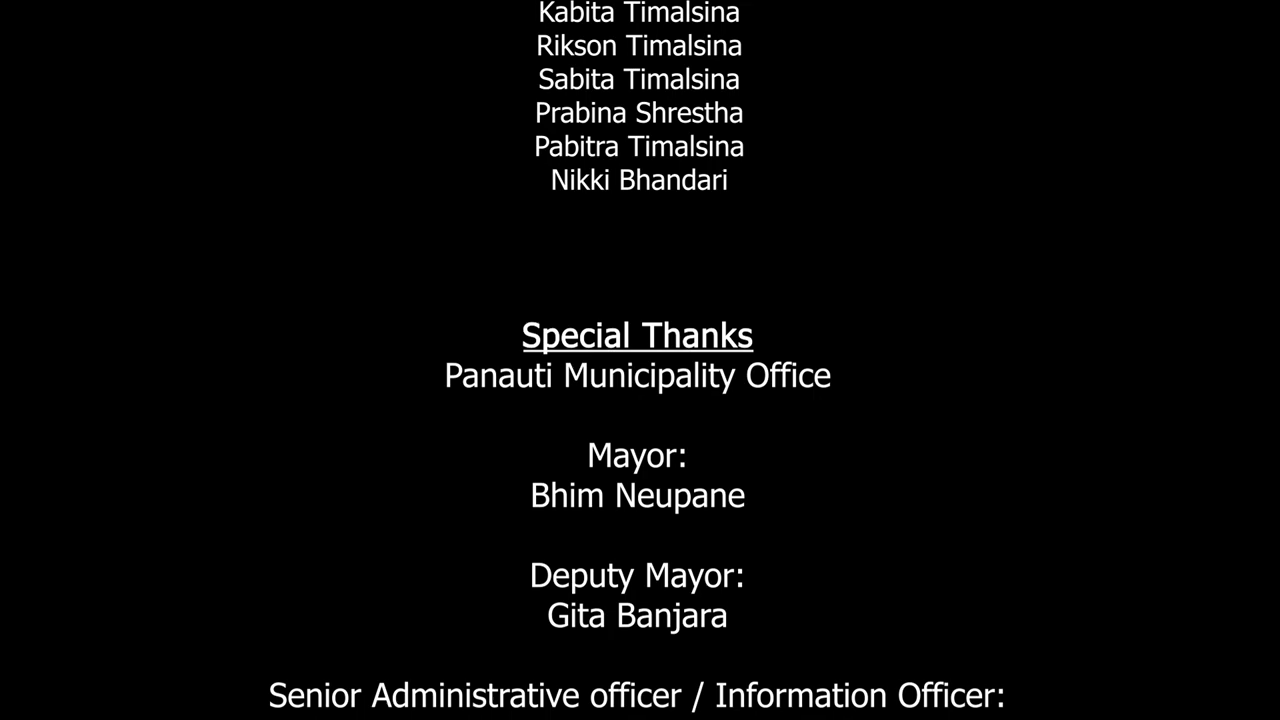 Kabita Timalsina
Rikson Timalsina
Sabita Timalsina
Prabina Shrestha
Pabitra Timalsina
Nikki Bhandari
Special Thanks
Panauti Municipality Office
Mayor:
Bhim Neupane
Deputy Mayor:
Gita Banjara
Senior Administrative officer / Information Officer: